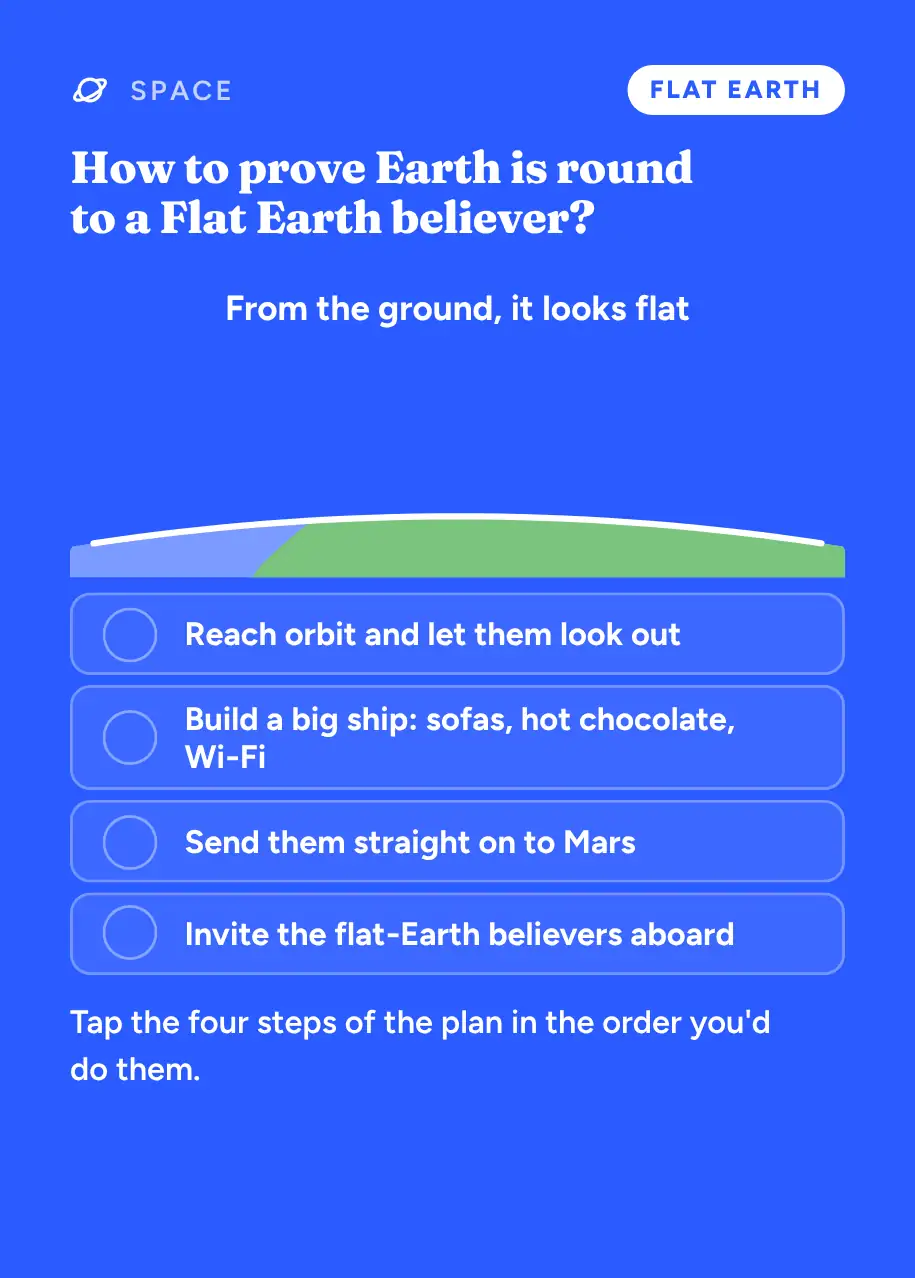 SPACE
FLAT EARTH
How to prove Earth is round
to a Flat Earth believer?
From the ground, it looks flat
Reach orbit and let them look out
Build a big ship: sofas, hot chocolate,
Wi-Fi
Send them straight on to Mars
Invite the flat-Earth believers aboard
Tap the four steps of the plan in the order you'd
do them.